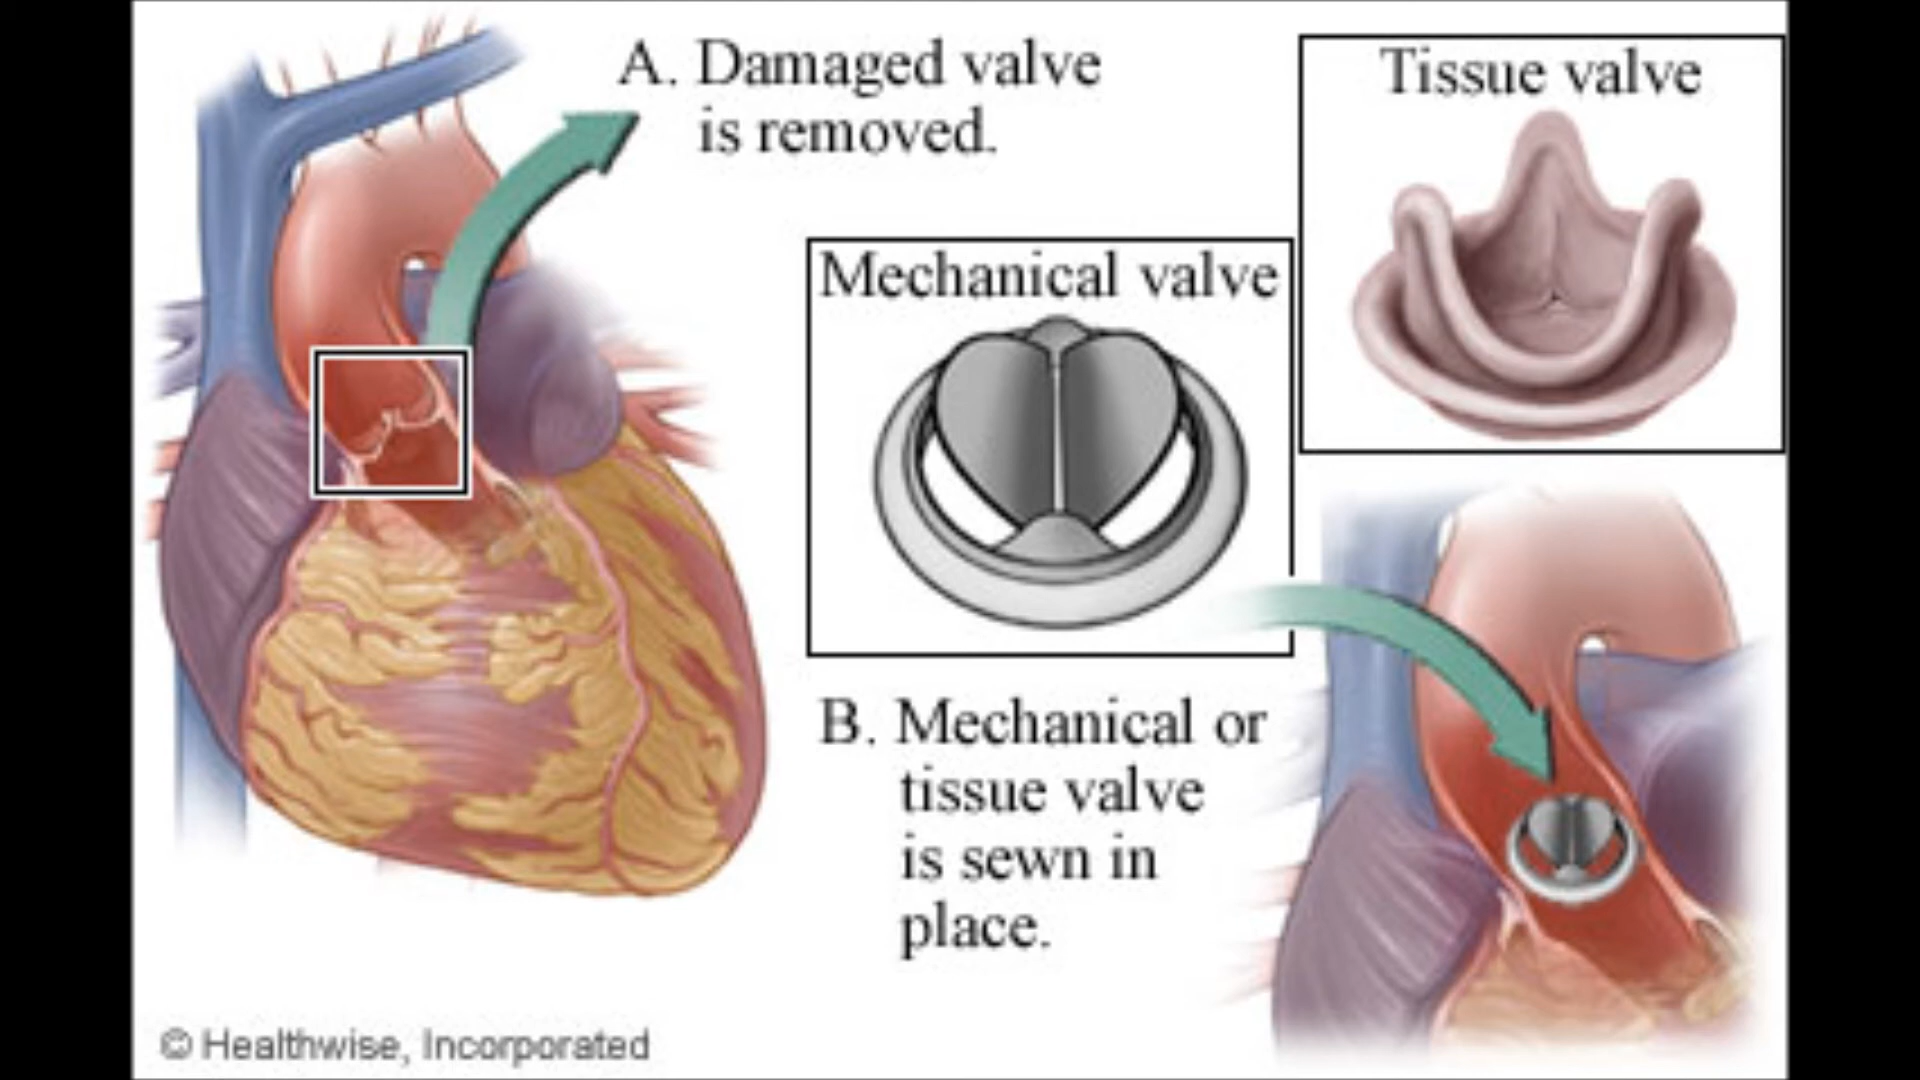 A. Damaged valve
is removed.
Tissue valve
Mechanical valve
B. Mechanical or
tissue valve
is sewn in
place.
© Healthwise, Incorporated